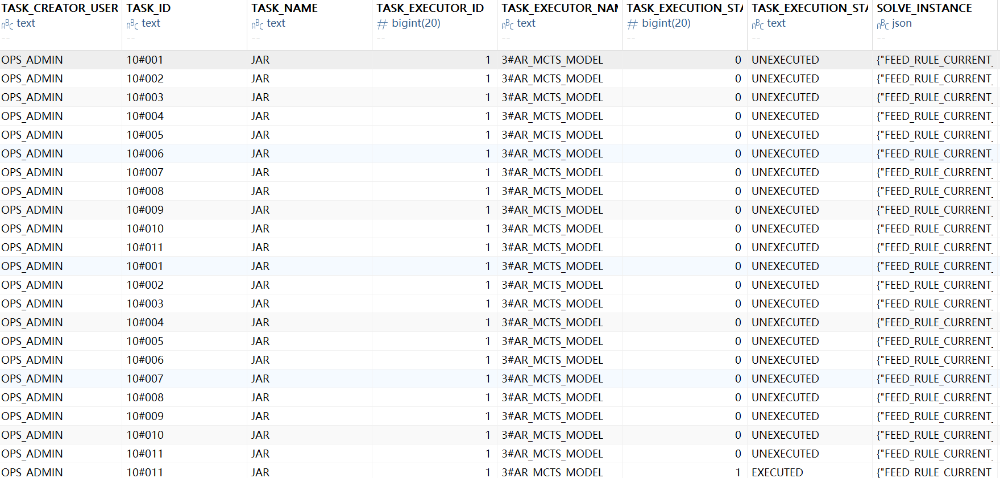 TASK_CREATOR_USER TASK_ID TASK_NAME TASK_EXECUTOR_ID TASK_EXECUTOR_NAM TASK_EXECUTION_STA TASK_EXECUTION_STA SOLVE_INSTANCE
ABC text ABC text ABC text # bigint(20) ABC text # bigint(20) ABC text ABC json
-- -- -- -- -- -- -- --
OPS_ADMIN 10#001 JAR 1 3#AR_MCTS_MODEL 0 UNEXECUTED {"FEED_RULE_CURRENT_
OPS_ADMIN 10#002 JAR 1 3#AR_MCTS_MODEL 0 UNEXECUTED {"FEED_RULE_CURRENT_
OPS_ADMIN 10#003 JAR 1 3#AR_MCTS_MODEL 0 UNEXECUTED {"FEED_RULE_CURRENT_
OPS_ADMIN 10#004 JAR 1 3#AR_MCTS_MODEL 0 UNEXECUTED {"FEED_RULE_CURRENT_
OPS_ADMIN 10#005 JAR 1 3#AR_MCTS_MODEL 0 UNEXECUTED {"FEED_RULE_CURRENT_
OPS_ADMIN 10#006 JAR 1 3#AR_MCTS_MODEL 0 UNEXECUTED {"FEED_RULE_CURRENT_
OPS_ADMIN 10#007 JAR 1 3#AR_MCTS_MODEL 0 UNEXECUTED {"FEED_RULE_CURRENT_
OPS_ADMIN 10#008 JAR 1 3#AR_MCTS_MODEL 0 UNEXECUTED {"FEED_RULE_CURRENT_
OPS_ADMIN 10#009 JAR 1 3#AR_MCTS_MODEL 0 UNEXECUTED {"FEED_RULE_CURRENT_
OPS_ADMIN 10#010 JAR 1 3#AR_MCTS_MODEL 0 UNEXECUTED {"FEED_RULE_CURRENT_
OPS_ADMIN 10#011 JAR 1 3#AR_MCTS_MODEL 0 UNEXECUTED {"FEED_RULE_CURRENT_
OPS_ADMIN 10#001 JAR 1 3#AR_MCTS_MODEL 0 UNEXECUTED {"FEED_RULE_CURRENT_
OPS_ADMIN 10#002 JAR 1 3#AR_MCTS_MODEL 0 UNEXECUTED {"FEED_RULE_CURRENT_
OPS_ADMIN 10#003 JAR 1 3#AR_MCTS_MODEL 0 UNEXECUTED {"FEED_RULE_CURRENT_
OPS_ADMIN 10#004 JAR 1 3#AR_MCTS_MODEL 0 UNEXECUTED {"FEED_RULE_CURRENT_
OPS_ADMIN 10#005 JAR 1 3#AR_MCTS_MODEL 0 UNEXECUTED {"FEED_RULE_CURRENT_
OPS_ADMIN 10#006 JAR 1 3#AR_MCTS_MODEL 0 UNEXECUTED {"FEED_RULE_CURRENT_
OPS_ADMIN 10#007 JAR 1 3#AR_MCTS_MODEL 0 UNEXECUTED {"FEED_RULE_CURRENT_
OPS_ADMIN 10#008 JAR 1 3#AR_MCTS_MODEL 0 UNEXECUTED {"FEED_RULE_CURRENT_
OPS_ADMIN 10#009 JAR 1 3#AR_MCTS_MODEL 0 UNEXECUTED {"FEED_RULE_CURRENT_
OPS_ADMIN 10#010 JAR 1 3#AR_MCTS_MODEL 0 UNEXECUTED {"FEED_RULE_CURRENT_
OPS_ADMIN 10#011 JAR 1 3#AR_MCTS_MODEL 0 UNEXECUTED {"FEED_RULE_CURRENT_
OPS_ADMIN 10#011 JAR 1 3#AR_MCTS_MODEL 1 EXECUTED {"FEED_RULE_CURRENT_